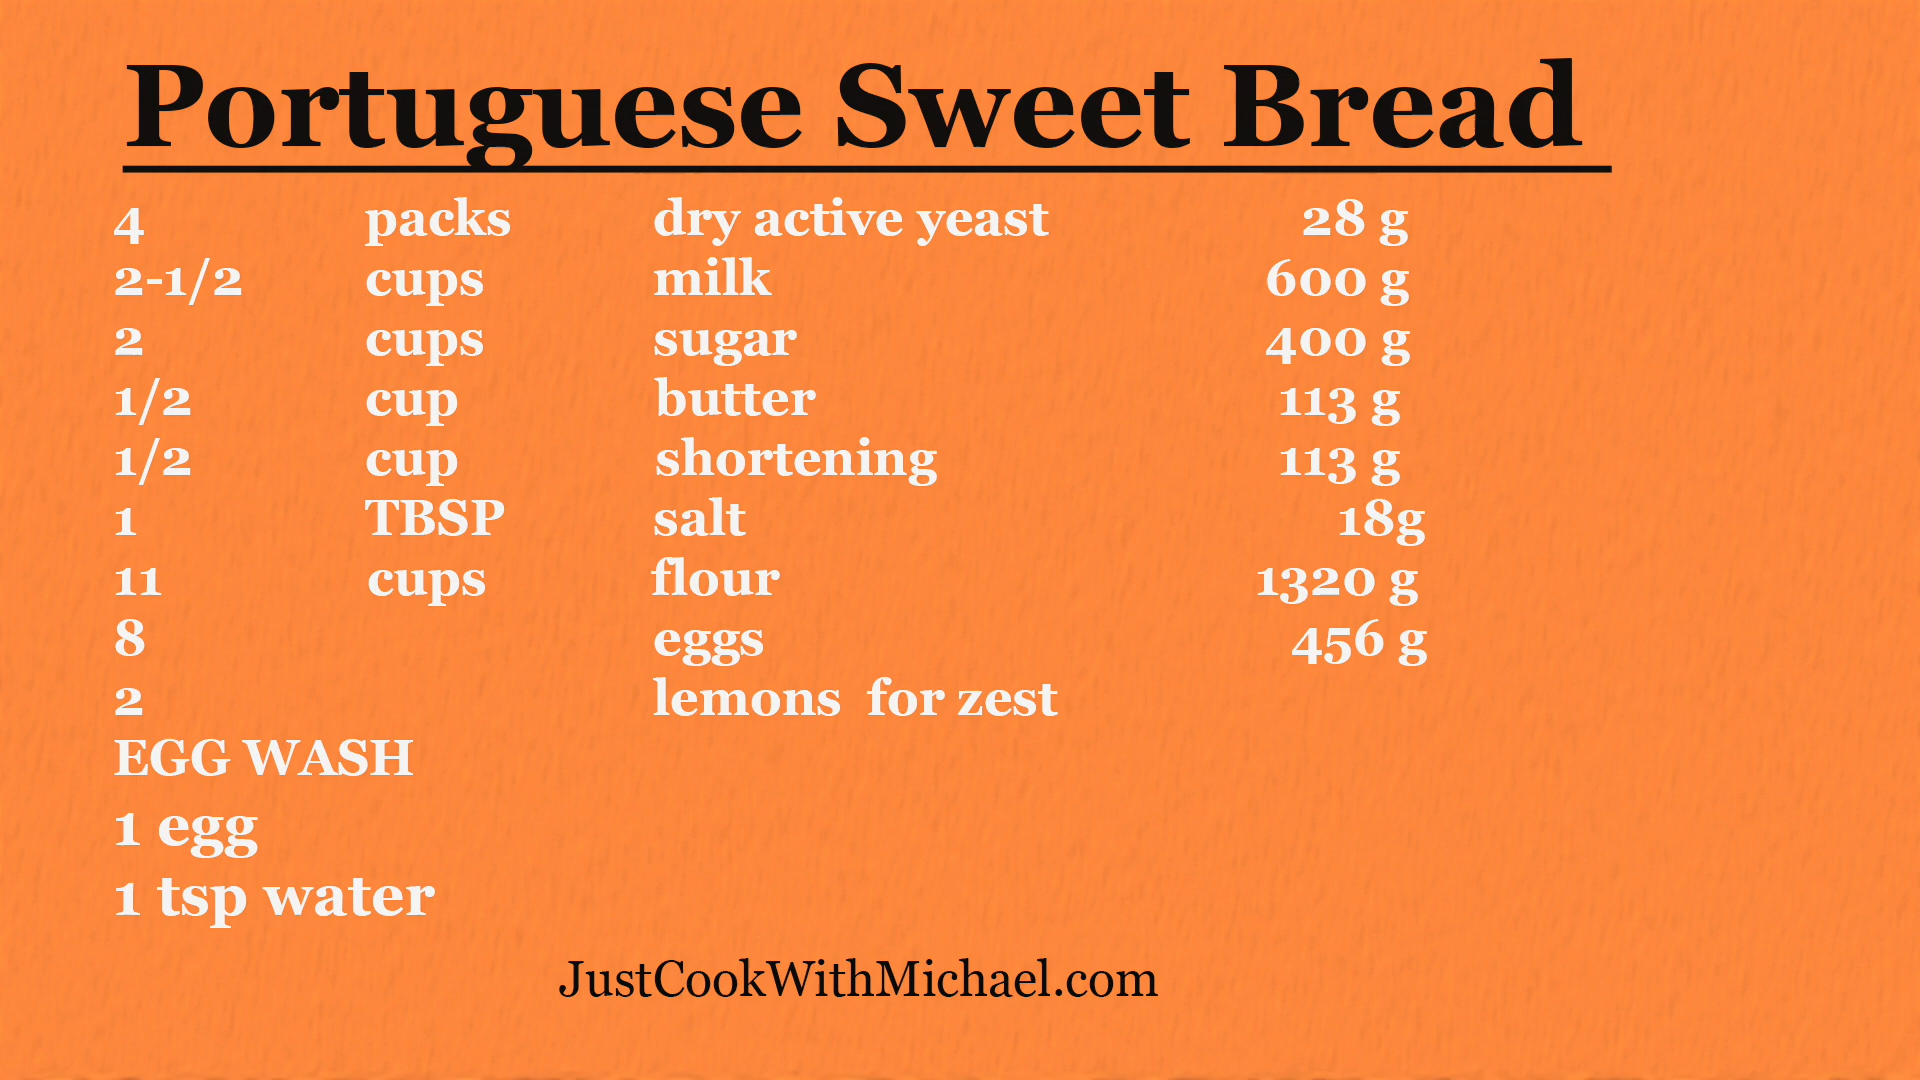 Portuguese Sweet Bread
4 packs dry active yeast 28 g
2-1/2 cups milk 600 g
2 cups sugar 400 g
1/2 cup butter 113 g
1/2 cup shortening 113 g
1 TBSP salt 18g
11 cups flour 1320 g
8 eggs 456 g
2 lemons for zest
EGG WASH
1 egg
1 tsp water
JustCookWithMichael.com